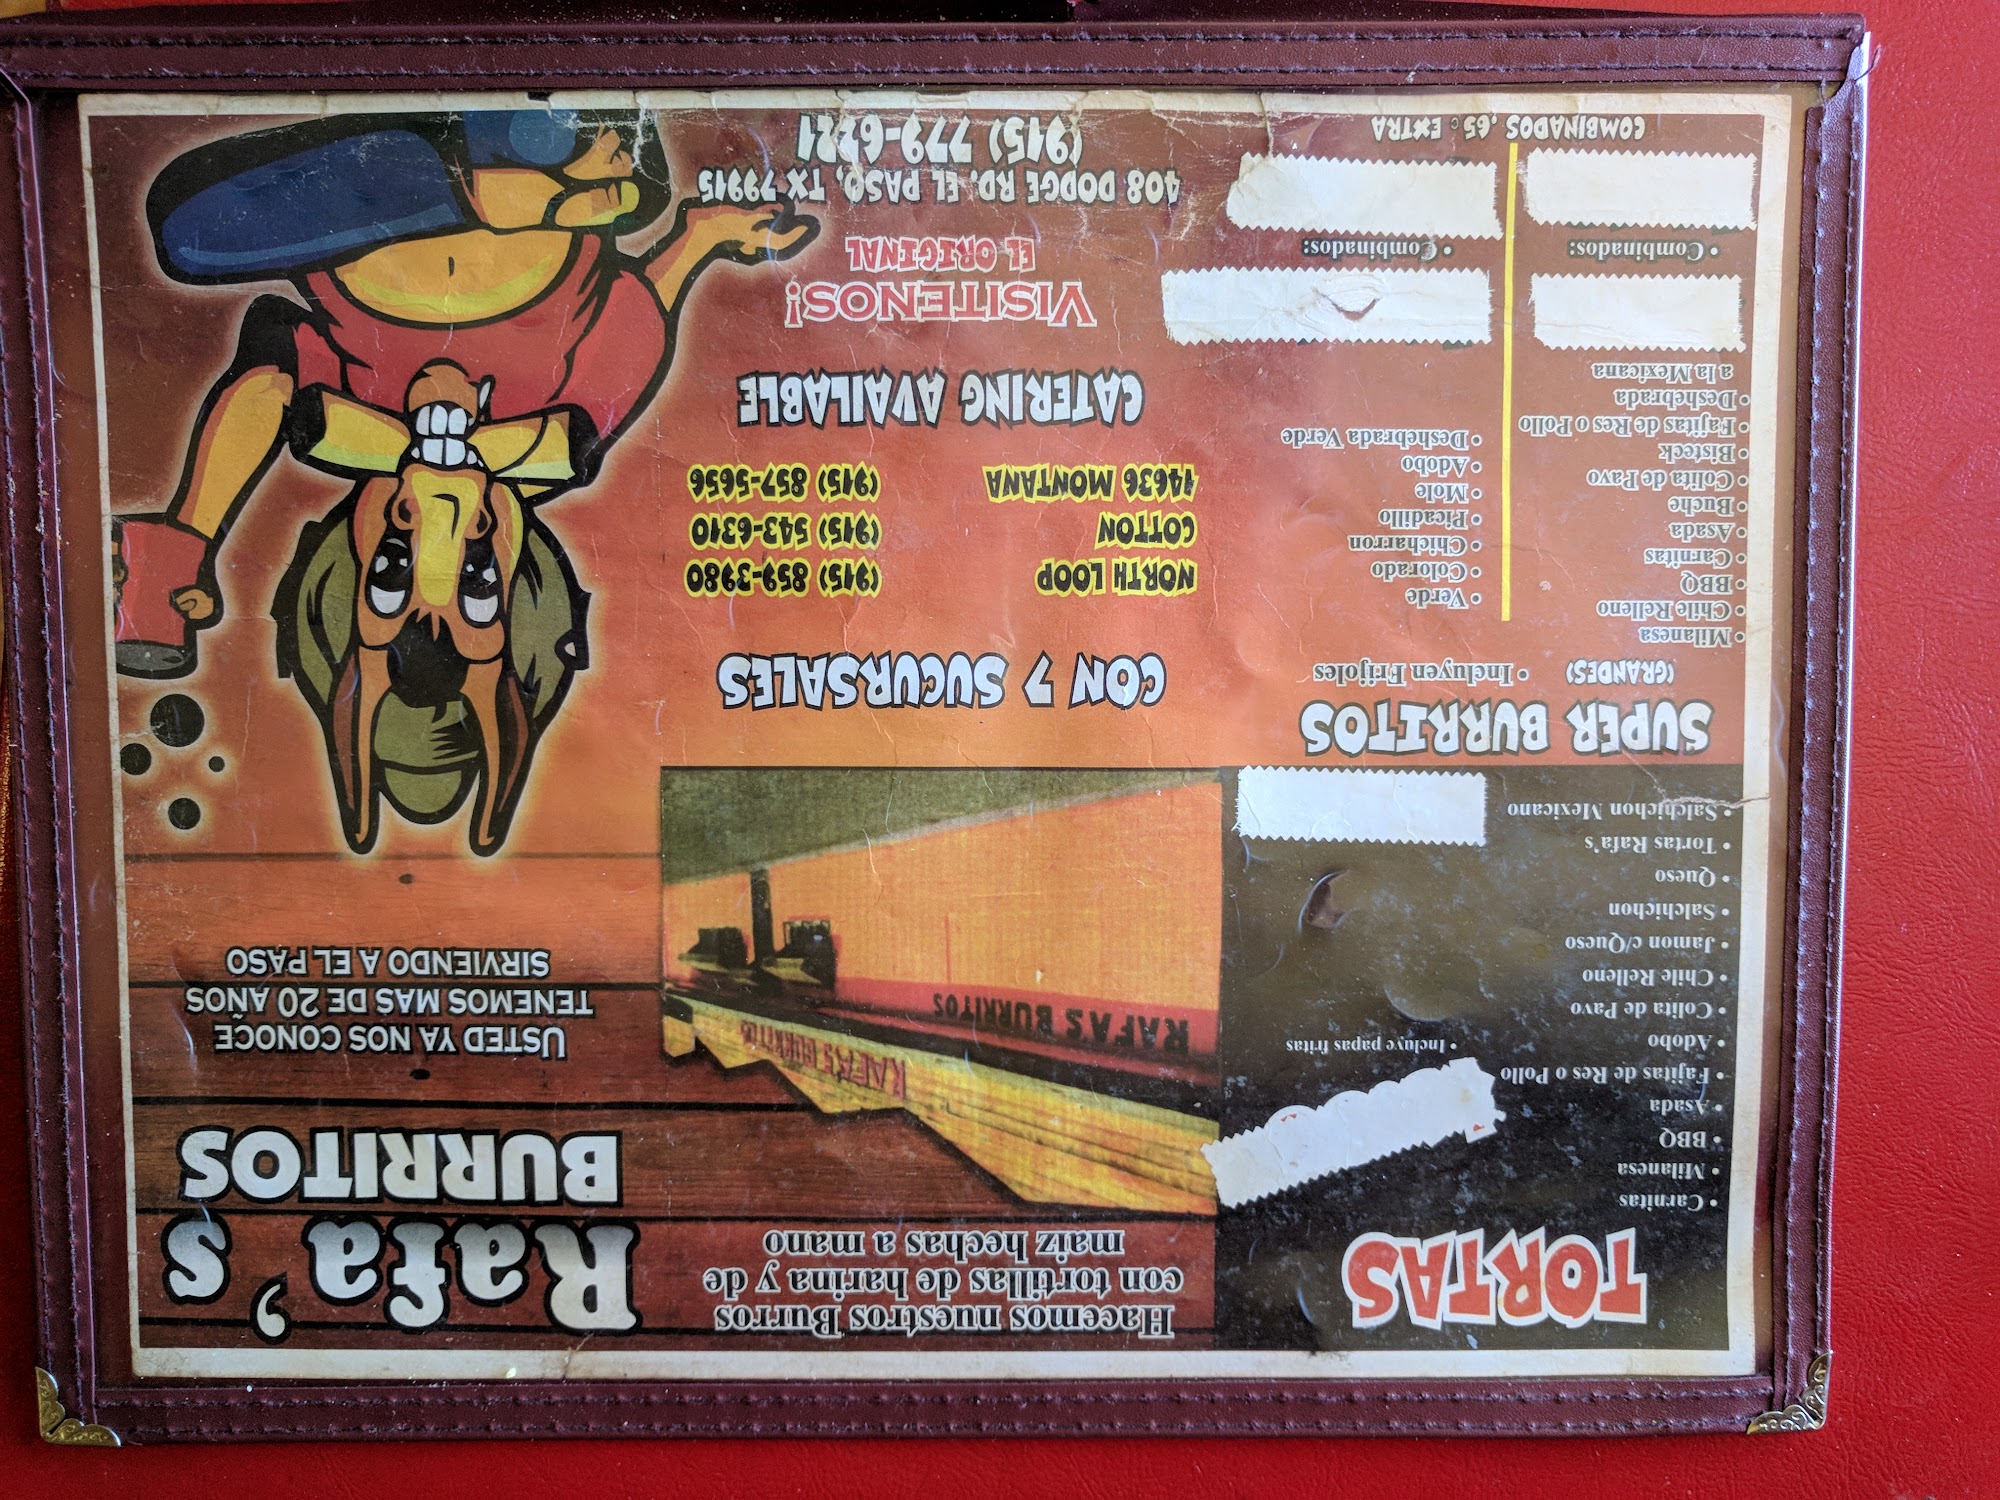 TORTAS
• Carnitas
• Milanesa
• BBQ
• Asada
• Fajitas de Res o Pollo
• Adobo
• Colita de Pavo
• Chile Relleno
• Jamon c/Queso
• Salchichon
• Queso
• Tortas Rafa's
• Salchichon Mexicano
• Incluye papas fritas
SUPER BURRITOS
(GRANDES)
• Incluyen Frijoles
• Milanesa
• Chile Relleno
• BBQ
• Carnitas
• Asada
• Buche
• Colita de Pavo
• Bisteck
• Fajitas de Res o Pollo
• Deshebrada
a la Mexicana
• Combinados:
• Verde
• Colorado
• Chicharron
• Picadillo
• Mole
• Adobo
• Deshebrada Verde
• Combinados:
COMBINADOS .65¢ EXTRA
Hacemos nuestros Burros
con tortillas de harina y de
maiz hechas a mano
RAFA'S BURRITOS
RAFA'S BURRITOS
CON 7 SUCURSALES
NORTH LOOP (915) 859-3980
COTTON (915) 543-6310
14636 MONTANA (915) 857-5656
CATERING AVAILABLE
VISITENOS!
EL ORIGINAL
408 DODGE RD. EL PASO, TX 79915
(915) 779-6221
Rafa's
BURRITOS
USTED YA NOS CONOCE
TENEMOS MAS DE 20 AÑOS
SIRVIENDO A EL PASO